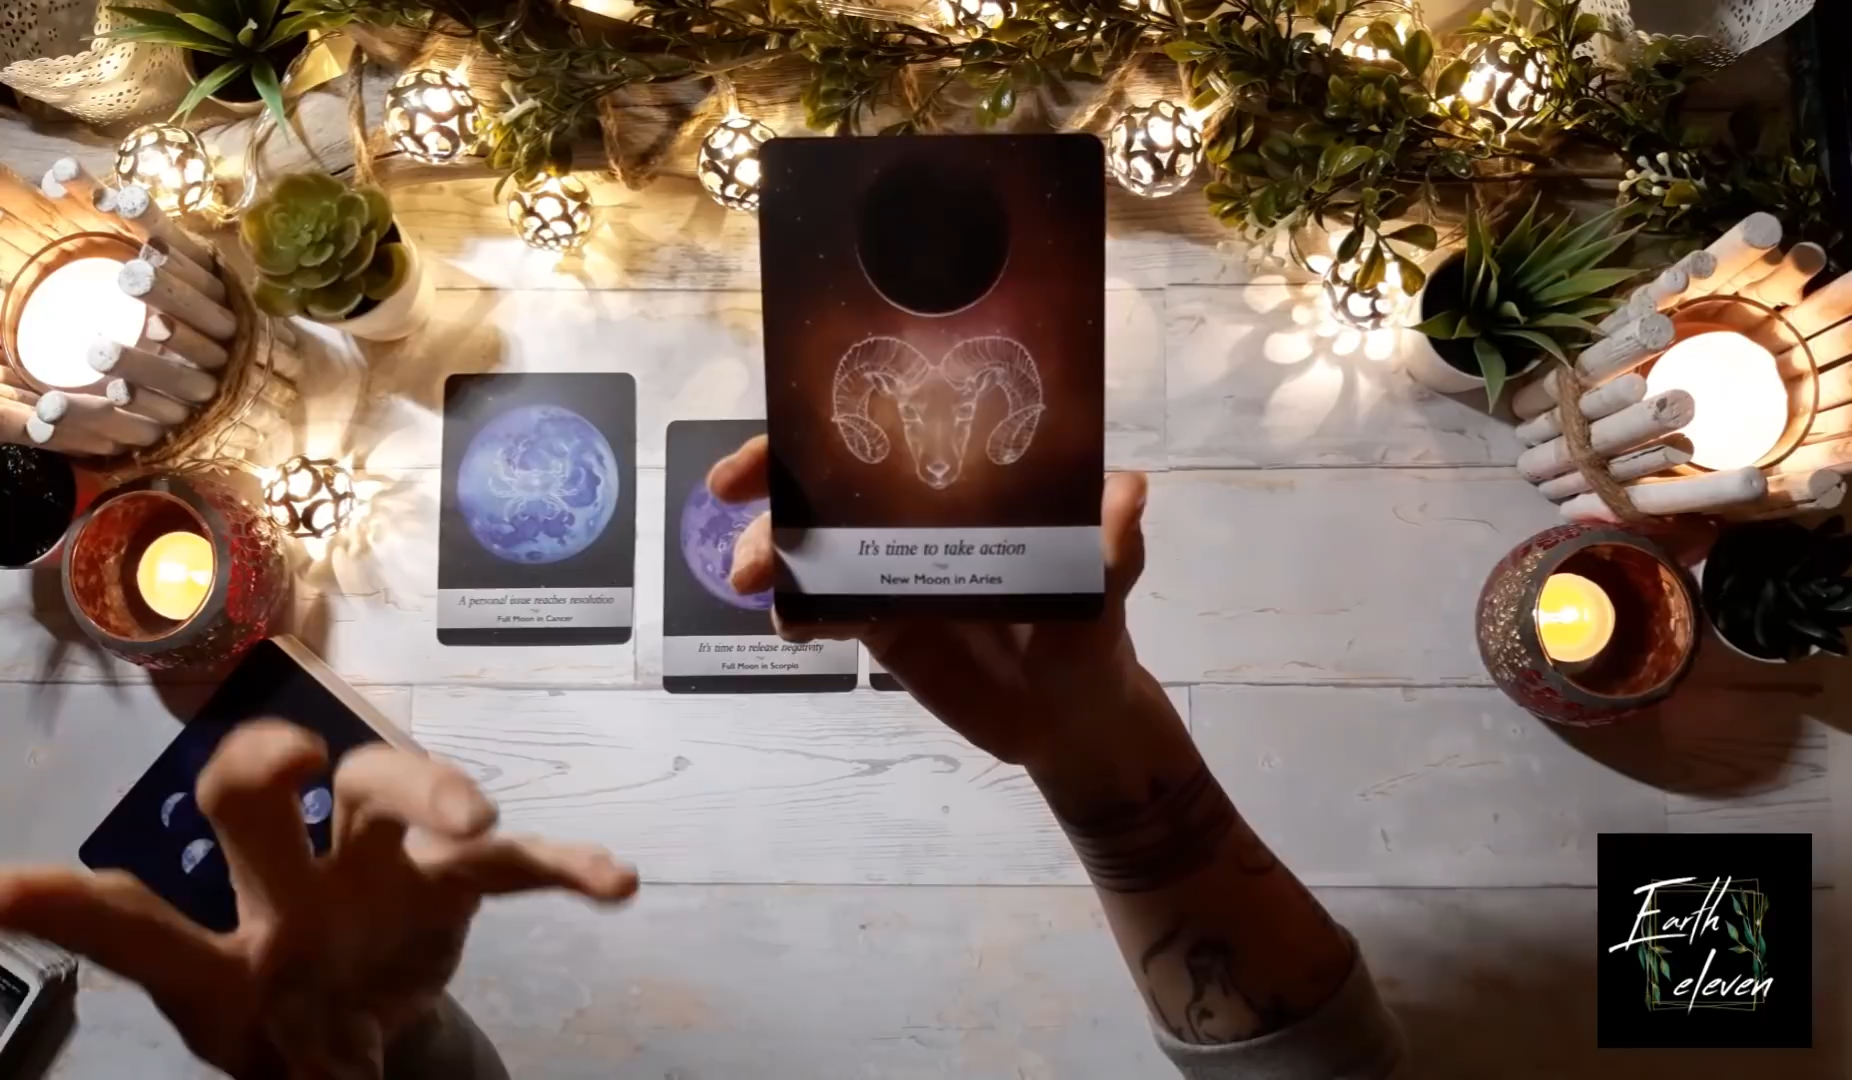 It's time to take action
New Moon in Aries
A personal issue reaches resolution
Full Moon in Cancer
It's time to release negativity
Full Moon in Scorpio
Earth
eleven